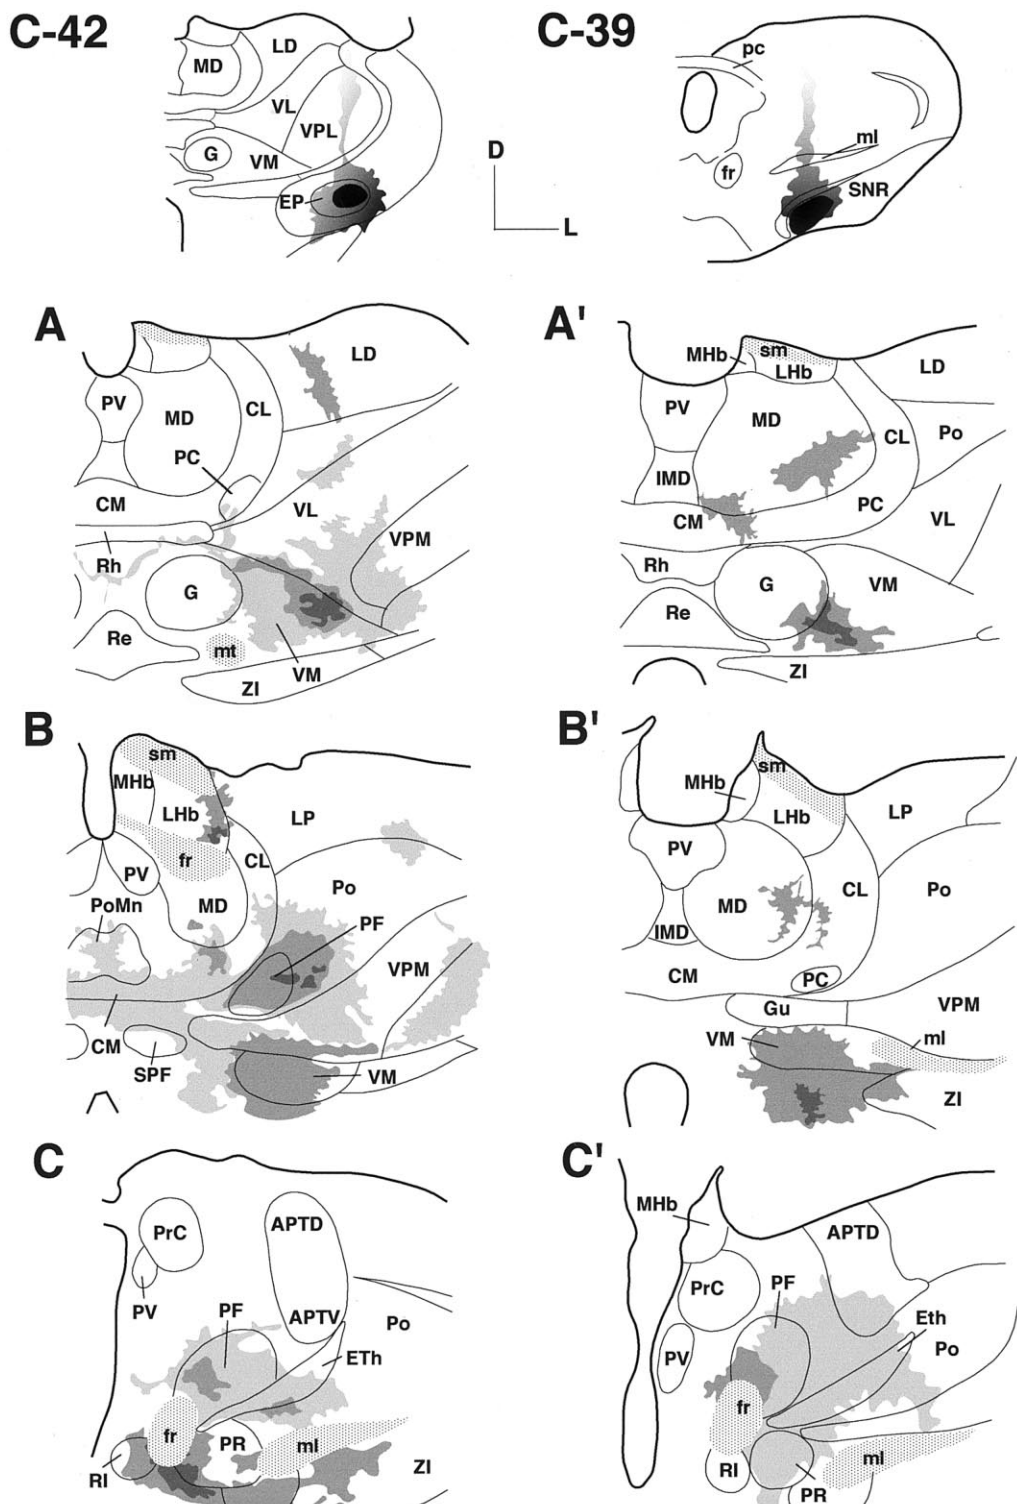 C-42
LD
MD
VL
VPL
G
VM
EP
D
L
C-39
pc
ml
fr
SNR
A
LD
PV
MD
CL
PC
CM
VL
VPM
Rh
G
Re
mt
VM
ZI
A'
MHb
sm
LHb
LD
PV
MD
CL
Po
IMD
PC
CM
VL
Rh
G
VM
Re
ZI
B
sm
MHb
LHb
LP
fr
CL
PV
Po
PoMn
MD
PF
VPM
CM
SPF
VM
B'
sm
MHb
LHb
LP
PV
CL
Po
MD
IMD
CM
PC
Gu
VPM
VM
ml
ZI
C
PrC
APTD
PV
PF
APTV
Po
ETh
fr
PR
ml
RI
ZI
C'
MHb
APTD
PrC
PF
Eth
PV
Po
fr
RI
ml
PR